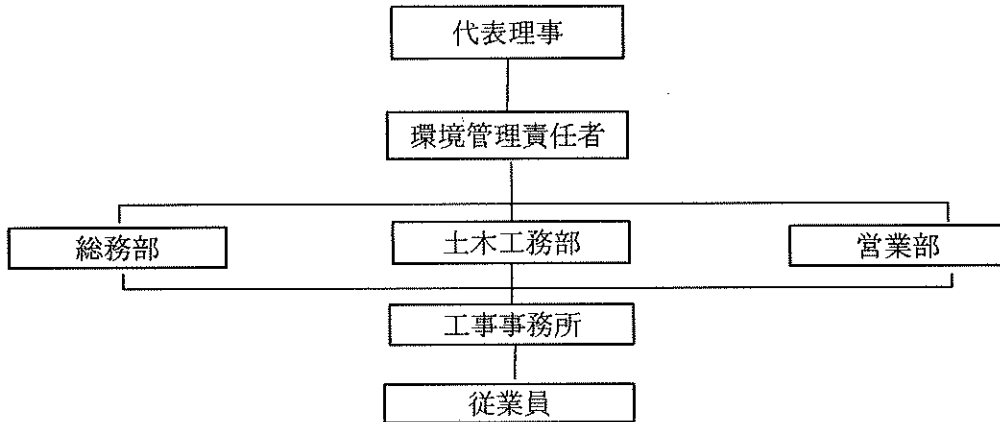 代表理事
環境管理責任者
総務部
土木工務部
営業部
工事事務所
従業員